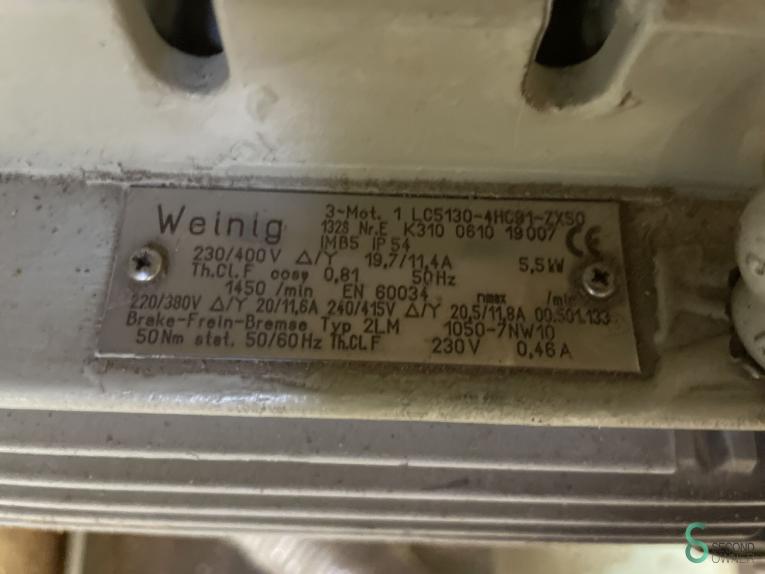 Weinig
3~Mot. 1 LC5130-4HC91-ZX50
132S Nr.E K310 0610 19007 CE
IMB5 IP54
230/400V Δ/Y 19,7/11,4A 5,5kW
Th.Cl.F cosφ 0,81 50Hz
1450 /min EN 60034 nmax /min
220/380V Δ/Y 20/11,6A 240/415V Δ/Y 20,5/11,8A 00.501.133
Brake-Frein-Bremse Typ 2LM 1050-7NW10
50Nm stat. 50/60Hz Th.Cl.F 230V 0,46A
SECOND
OWNER